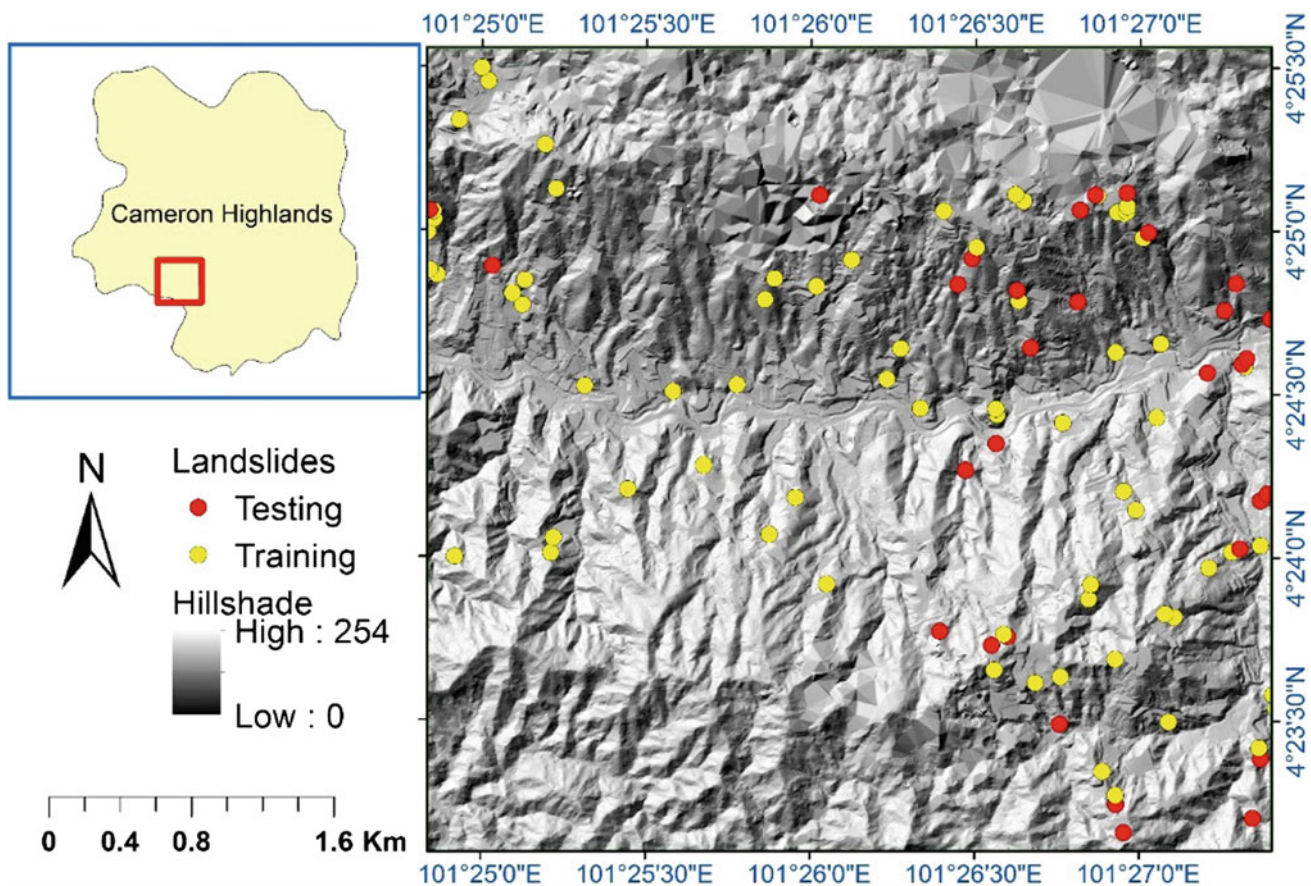 101°25'0"E 101°25'30"E 101°26'0"E 101°26'30"E 101°27'0"E
Cameron Highlands
N
Landslides
Testing
Training
Hillshade
High : 254
Low : 0
0 0.4 0.8 1.6 Km
4°25'30"N
4°25'0"N
4°24'30"N
4°24'0"N
4°23'30"N
101°25'0"E 101°25'30"E 101°26'0"E 101°26'30"E 101°27'0"E